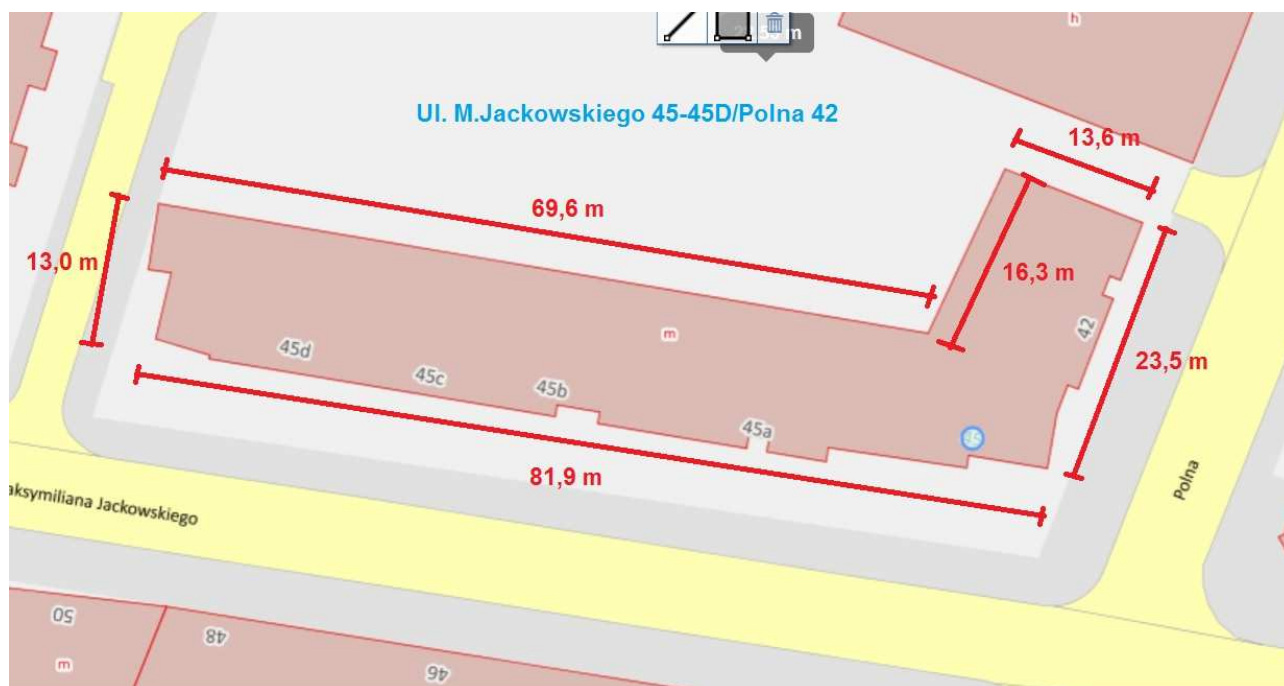 h
Ul. M.Jackowskiego 45-45D/Polna 42
13,6 m
69,6 m
13,0 m
16,3 m
m
42
45d
45c
45b
45a
45
23,5 m
81,9 m
Polna
aksymiliana Jackowskiego
50
48
46
m